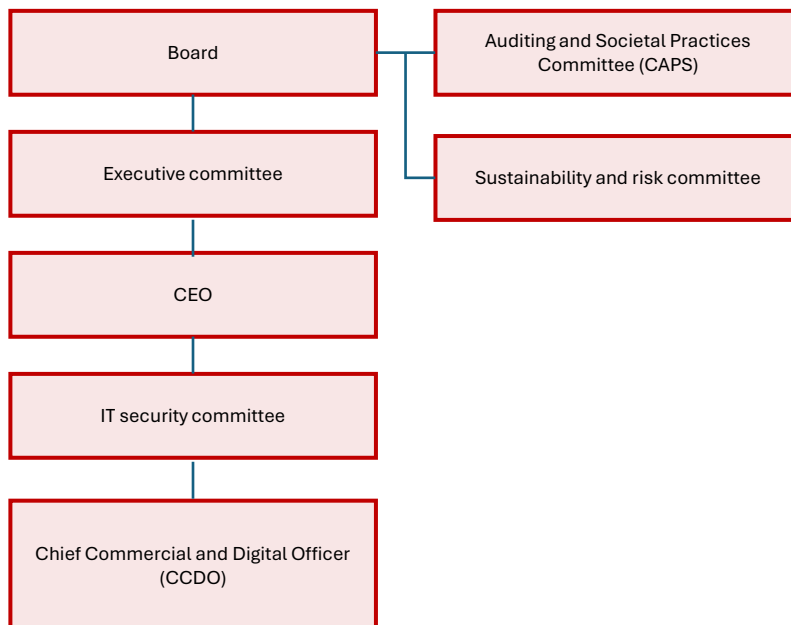 Board
Auditing and Societal Practices
Committee (CAPS)
Executive committee
Sustainability and risk committee
CEO
IT security committee
Chief Commercial and Digital Officer
(CCDO)